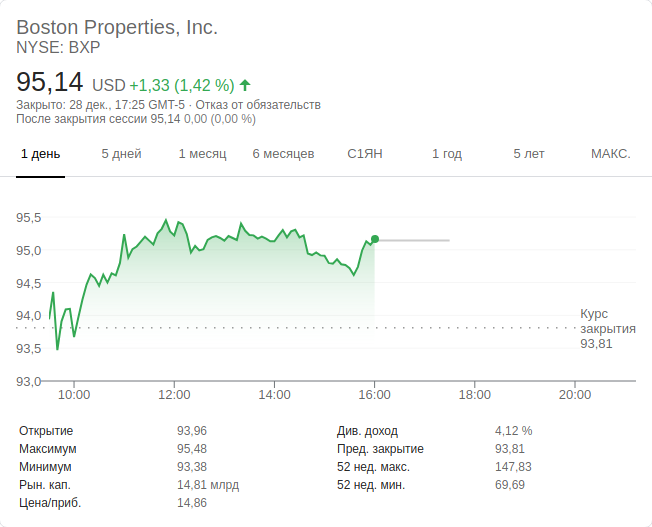 Boston Properties, Inc.
NYSE: BXP
95,14 USD +1,33 (1,42 %)
Закрыто: 28 дек., 17:25 GMT-5 · Отказ от обязательств
После закрытия сессии 95,14 0,00 (0,00 %)
1 день 5 дней 1 месяц 6 месяцев С1ЯН 1 год 5 лет МАКС.
95,5
95,0
94,5
94,0
Курс
закрытия
93,5
93,81
93,0
10:00 12:00 14:00 16:00 18:00 20:00
Открытие 93,96 Див. доход 4,12 %
Максимум 95,48 Пред. закрытие 93,81
Минимум 93,38 52 нед. макс. 147,83
Рын. кап. 14,81 млрд 52 нед. мин. 69,69
Цена/приб. 14,86